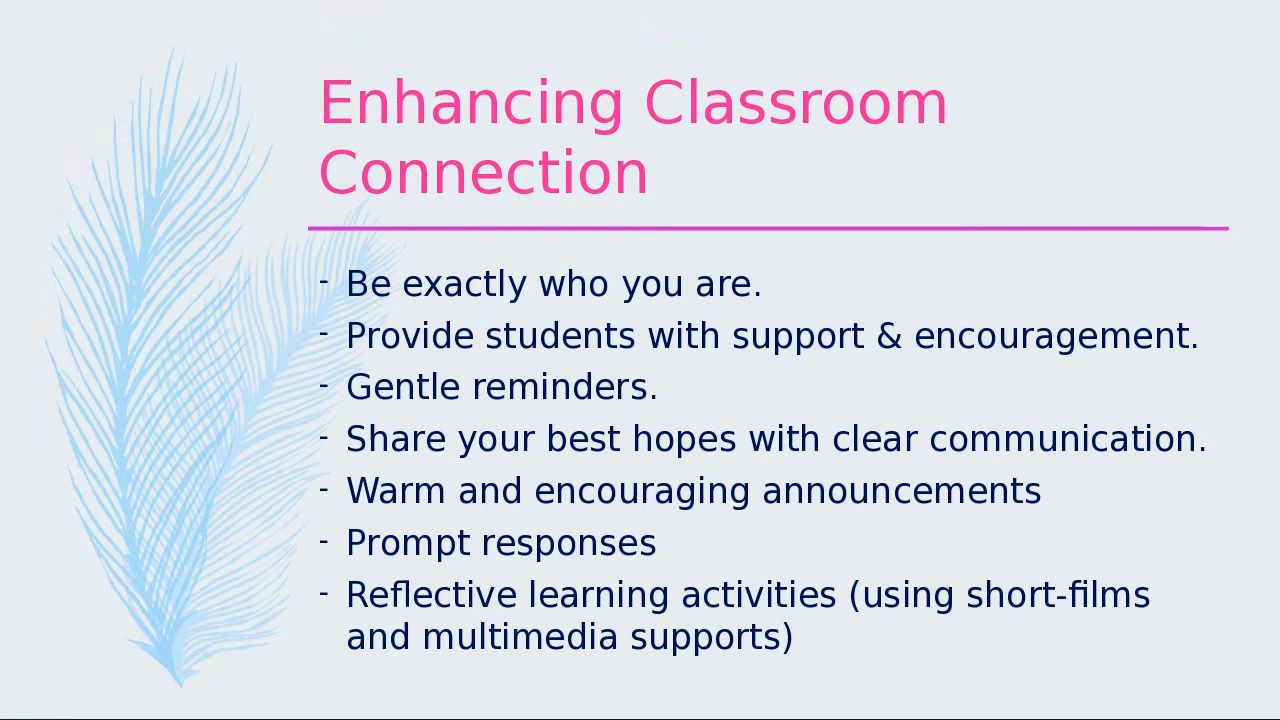 Enhancing Classroom
Connection
- Be exactly who you are.
- Provide students with support & encouragement.
- Gentle reminders.
- Share your best hopes with clear communication.
- Warm and encouraging announcements
- Prompt responses
- Reflective learning activities (using short-films
and multimedia supports)